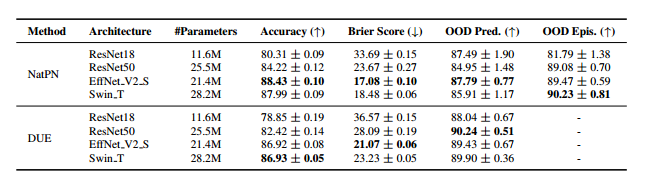 Method Architecture #Parameters Accuracy (↑) Brier Score (↓) OOD Pred. (↑) OOD Epis. (↑)
NatPN
ResNet18 11.6M 80.31 ± 0.09 33.69 ± 0.15 87.49 ± 1.90 81.79 ± 1.38
ResNet50 25.5M 84.22 ± 0.12 23.67 ± 0.27 84.95 ± 1.48 89.08 ± 0.70
EffNet_V2_S 21.4M 88.43 ± 0.10 17.08 ± 0.10 87.79 ± 0.77 89.47 ± 0.59
Swin_T 28.2M 87.99 ± 0.09 18.48 ± 0.06 85.91 ± 1.17 90.23 ± 0.81
DUE
ResNet18 11.6M 78.85 ± 0.19 36.57 ± 0.15 88.04 ± 0.67 -
ResNet50 25.5M 82.42 ± 0.14 28.09 ± 0.19 90.24 ± 0.51 -
EffNet_V2_S 21.4M 86.92 ± 0.08 21.07 ± 0.06 89.43 ± 0.67 -
Swin_T 28.2M 86.93 ± 0.05 23.23 ± 0.05 89.90 ± 0.36 -